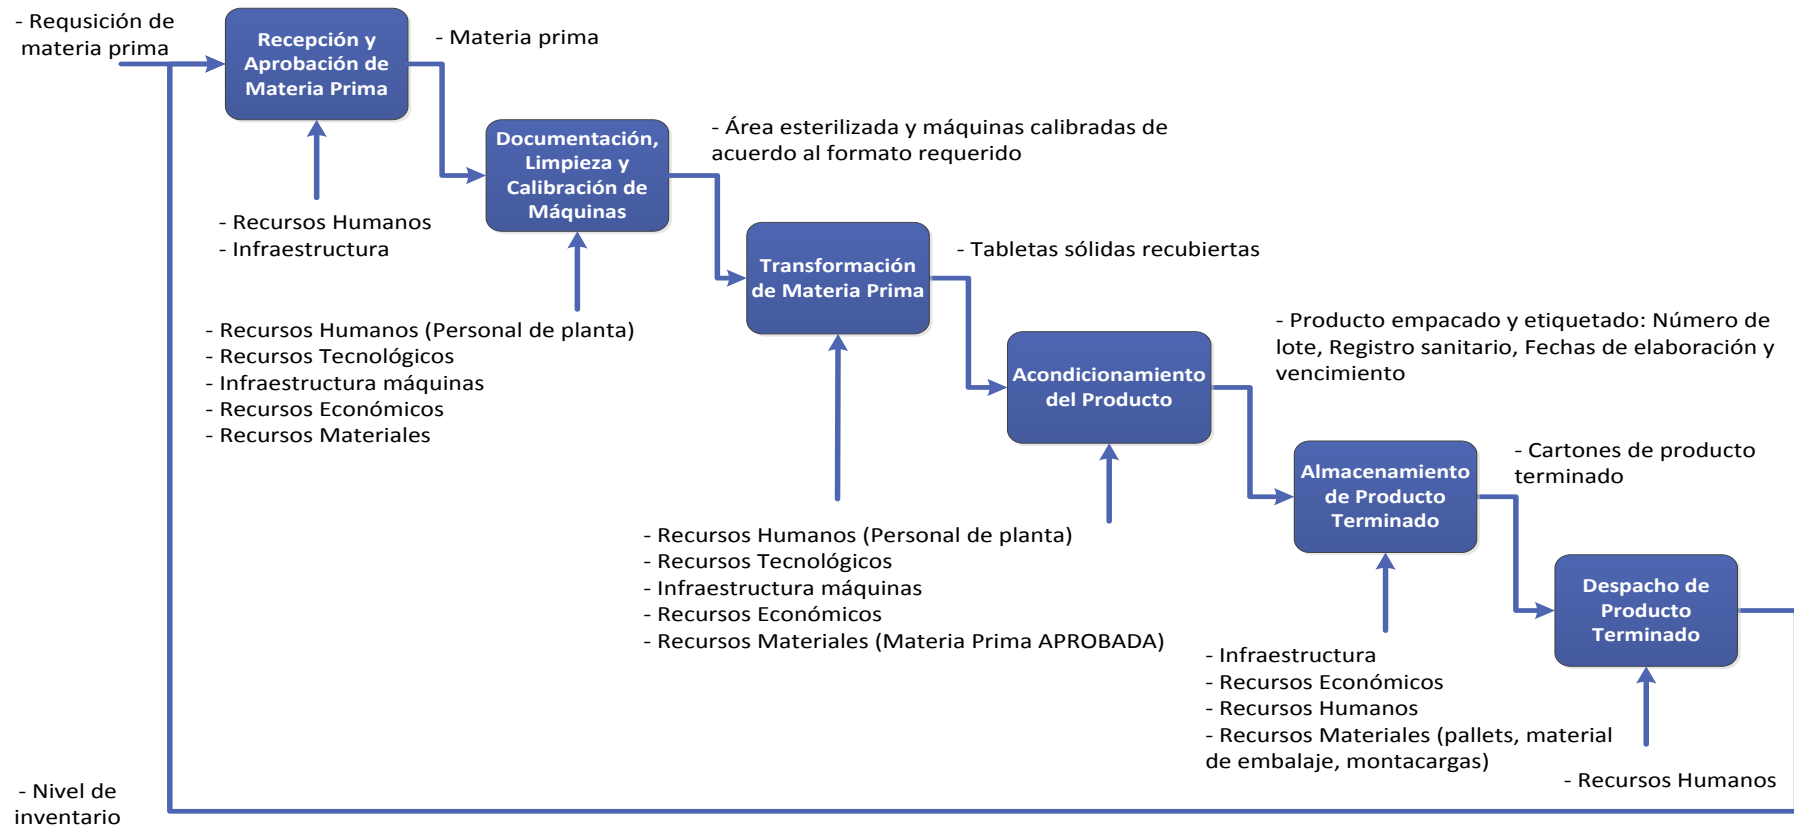 - Requsición de
materia prima
Recepción y
Aprobación de
Materia Prima
- Materia prima
- Recursos Humanos
- Infraestructura
Documentación,
Limpieza y
Calibración de
Máquinas
- Área esterilizada y máquinas calibradas de
acuerdo al formato requerido
- Recursos Humanos (Personal de planta)
- Recursos Tecnológicos
- Infraestructura máquinas
- Recursos Económicos
- Recursos Materiales
Transformación
de Materia Prima
- Tabletas sólidas recubiertas
- Recursos Humanos (Personal de planta)
- Recursos Tecnológicos
- Infraestructura máquinas
- Recursos Económicos
- Recursos Materiales (Materia Prima APROBADA)
Acondicionamiento
del Producto
- Producto empacado y etiquetado: Número de
lote, Registro sanitario, Fechas de elaboración y
vencimiento
Almacenamiento
de Producto
Terminado
- Cartones de producto
terminado
- Infraestructura
- Recursos Económicos
- Recursos Humanos
- Recursos Materiales (pallets, material
de embalaje, montacargas)
Despacho de
Producto
Terminado
- Recursos Humanos
- Nivel de
inventario